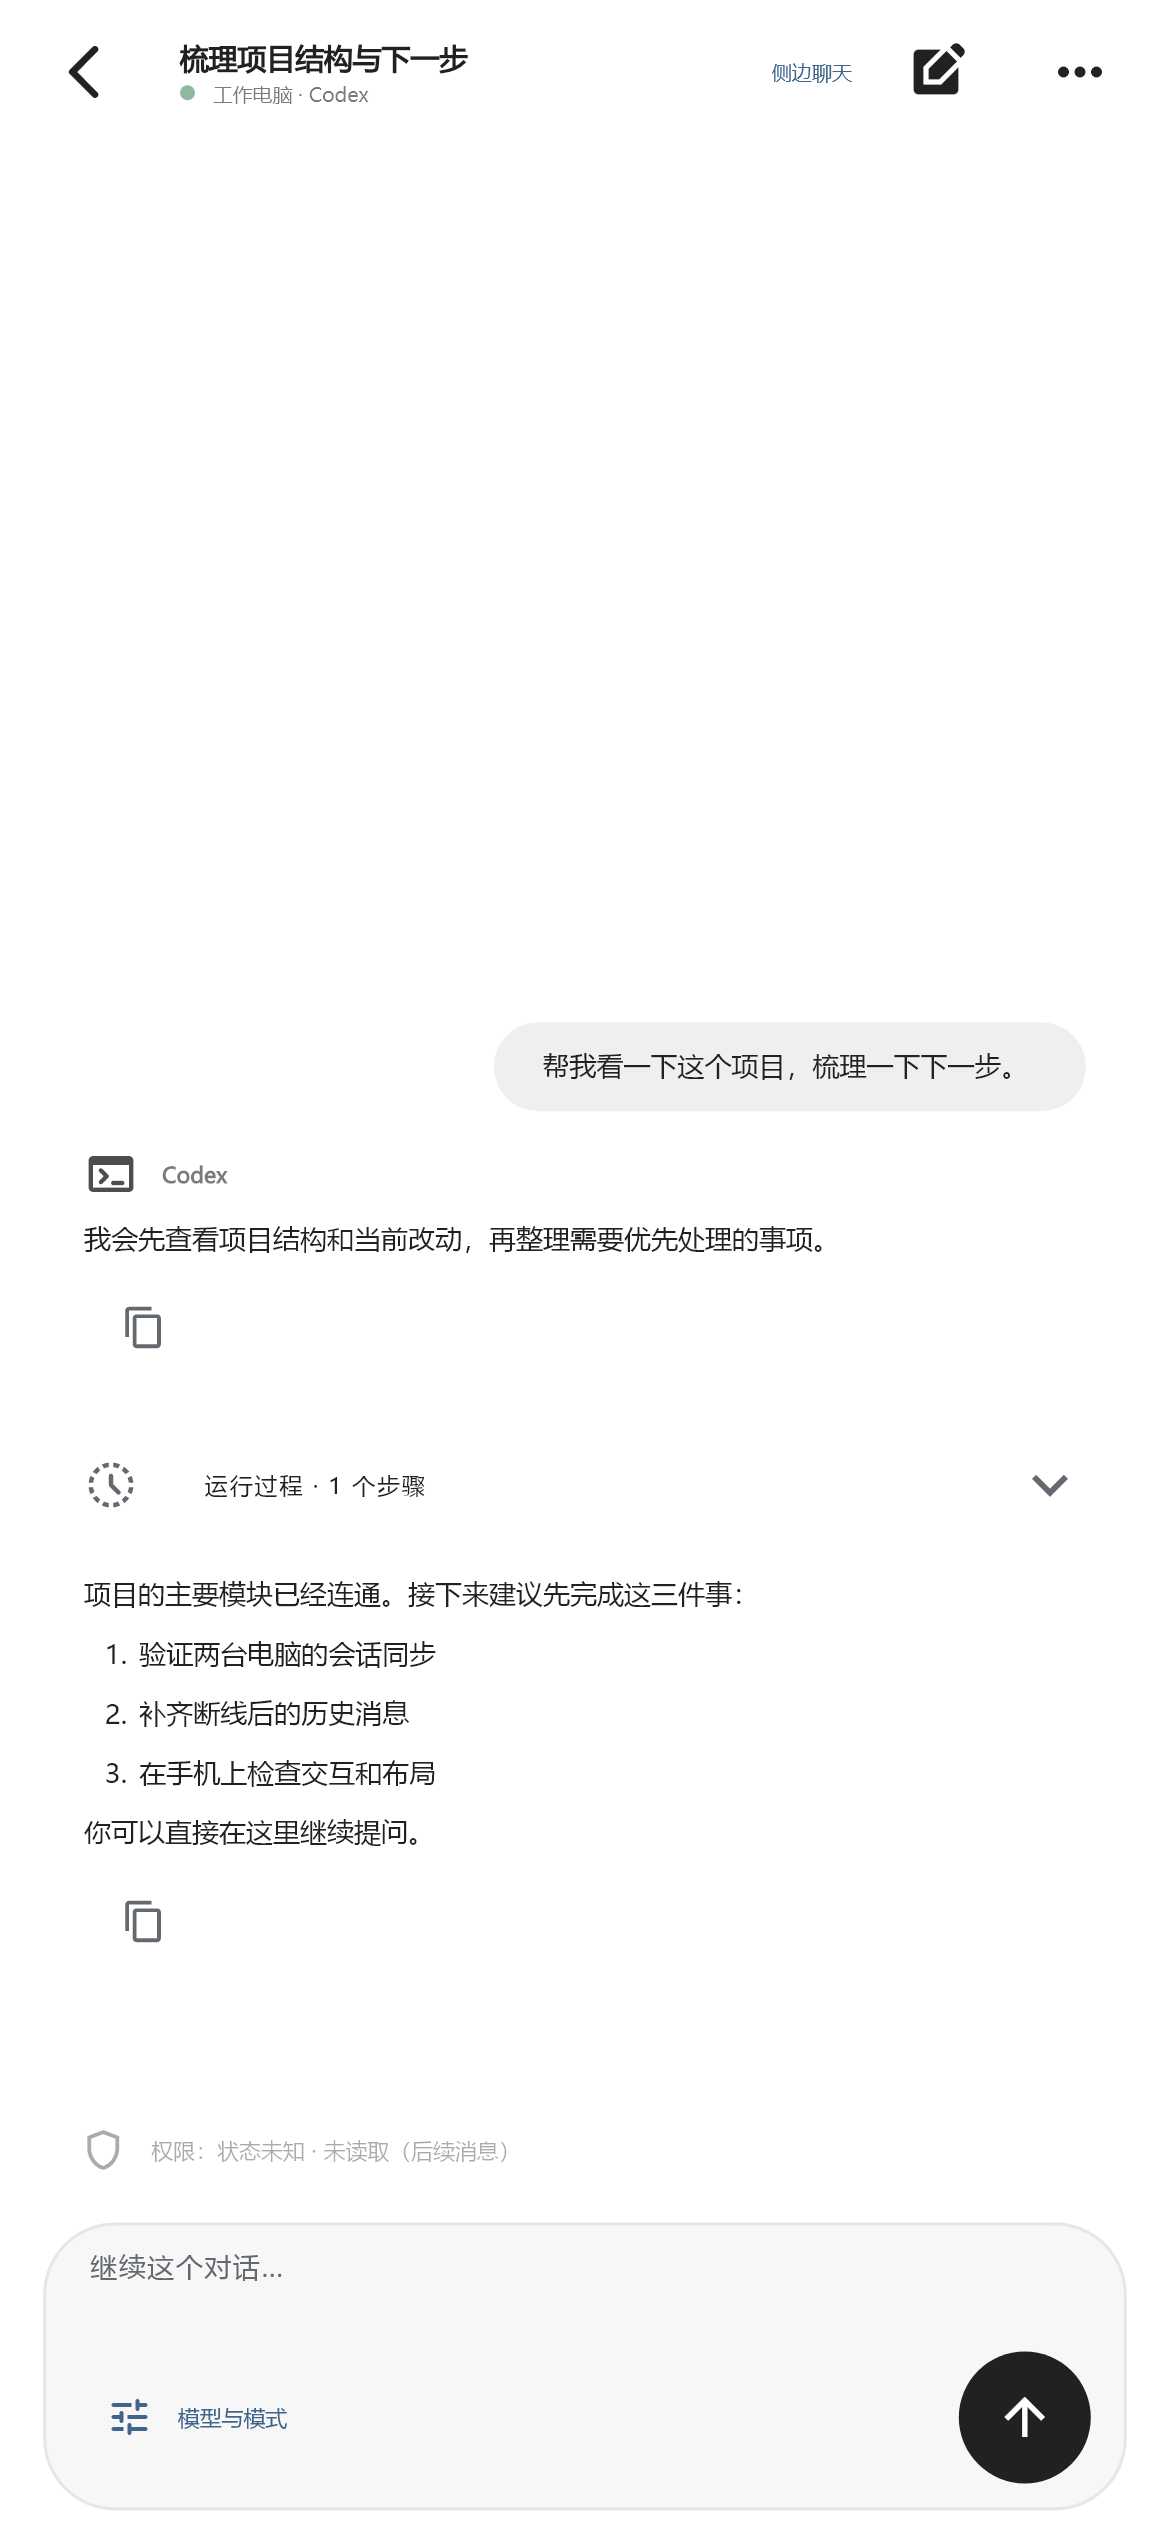 梳理项目结构与下一步
工作电脑 · Codex
侧边聊天
帮我看一下这个项目，梳理一下下一步。
Codex
我会先查看项目结构和当前改动，再整理需要优先处理的事项。
运行过程 · 1 个步骤
项目的主要模块已经连通。接下来建议先完成这三件事：
1. 验证两台电脑的会话同步
2. 补齐断线后的历史消息
3. 在手机上检查交互和布局
你可以直接在这里继续提问。
权限：状态未知 · 未读取（后续消息）
继续这个对话...
模型与模式